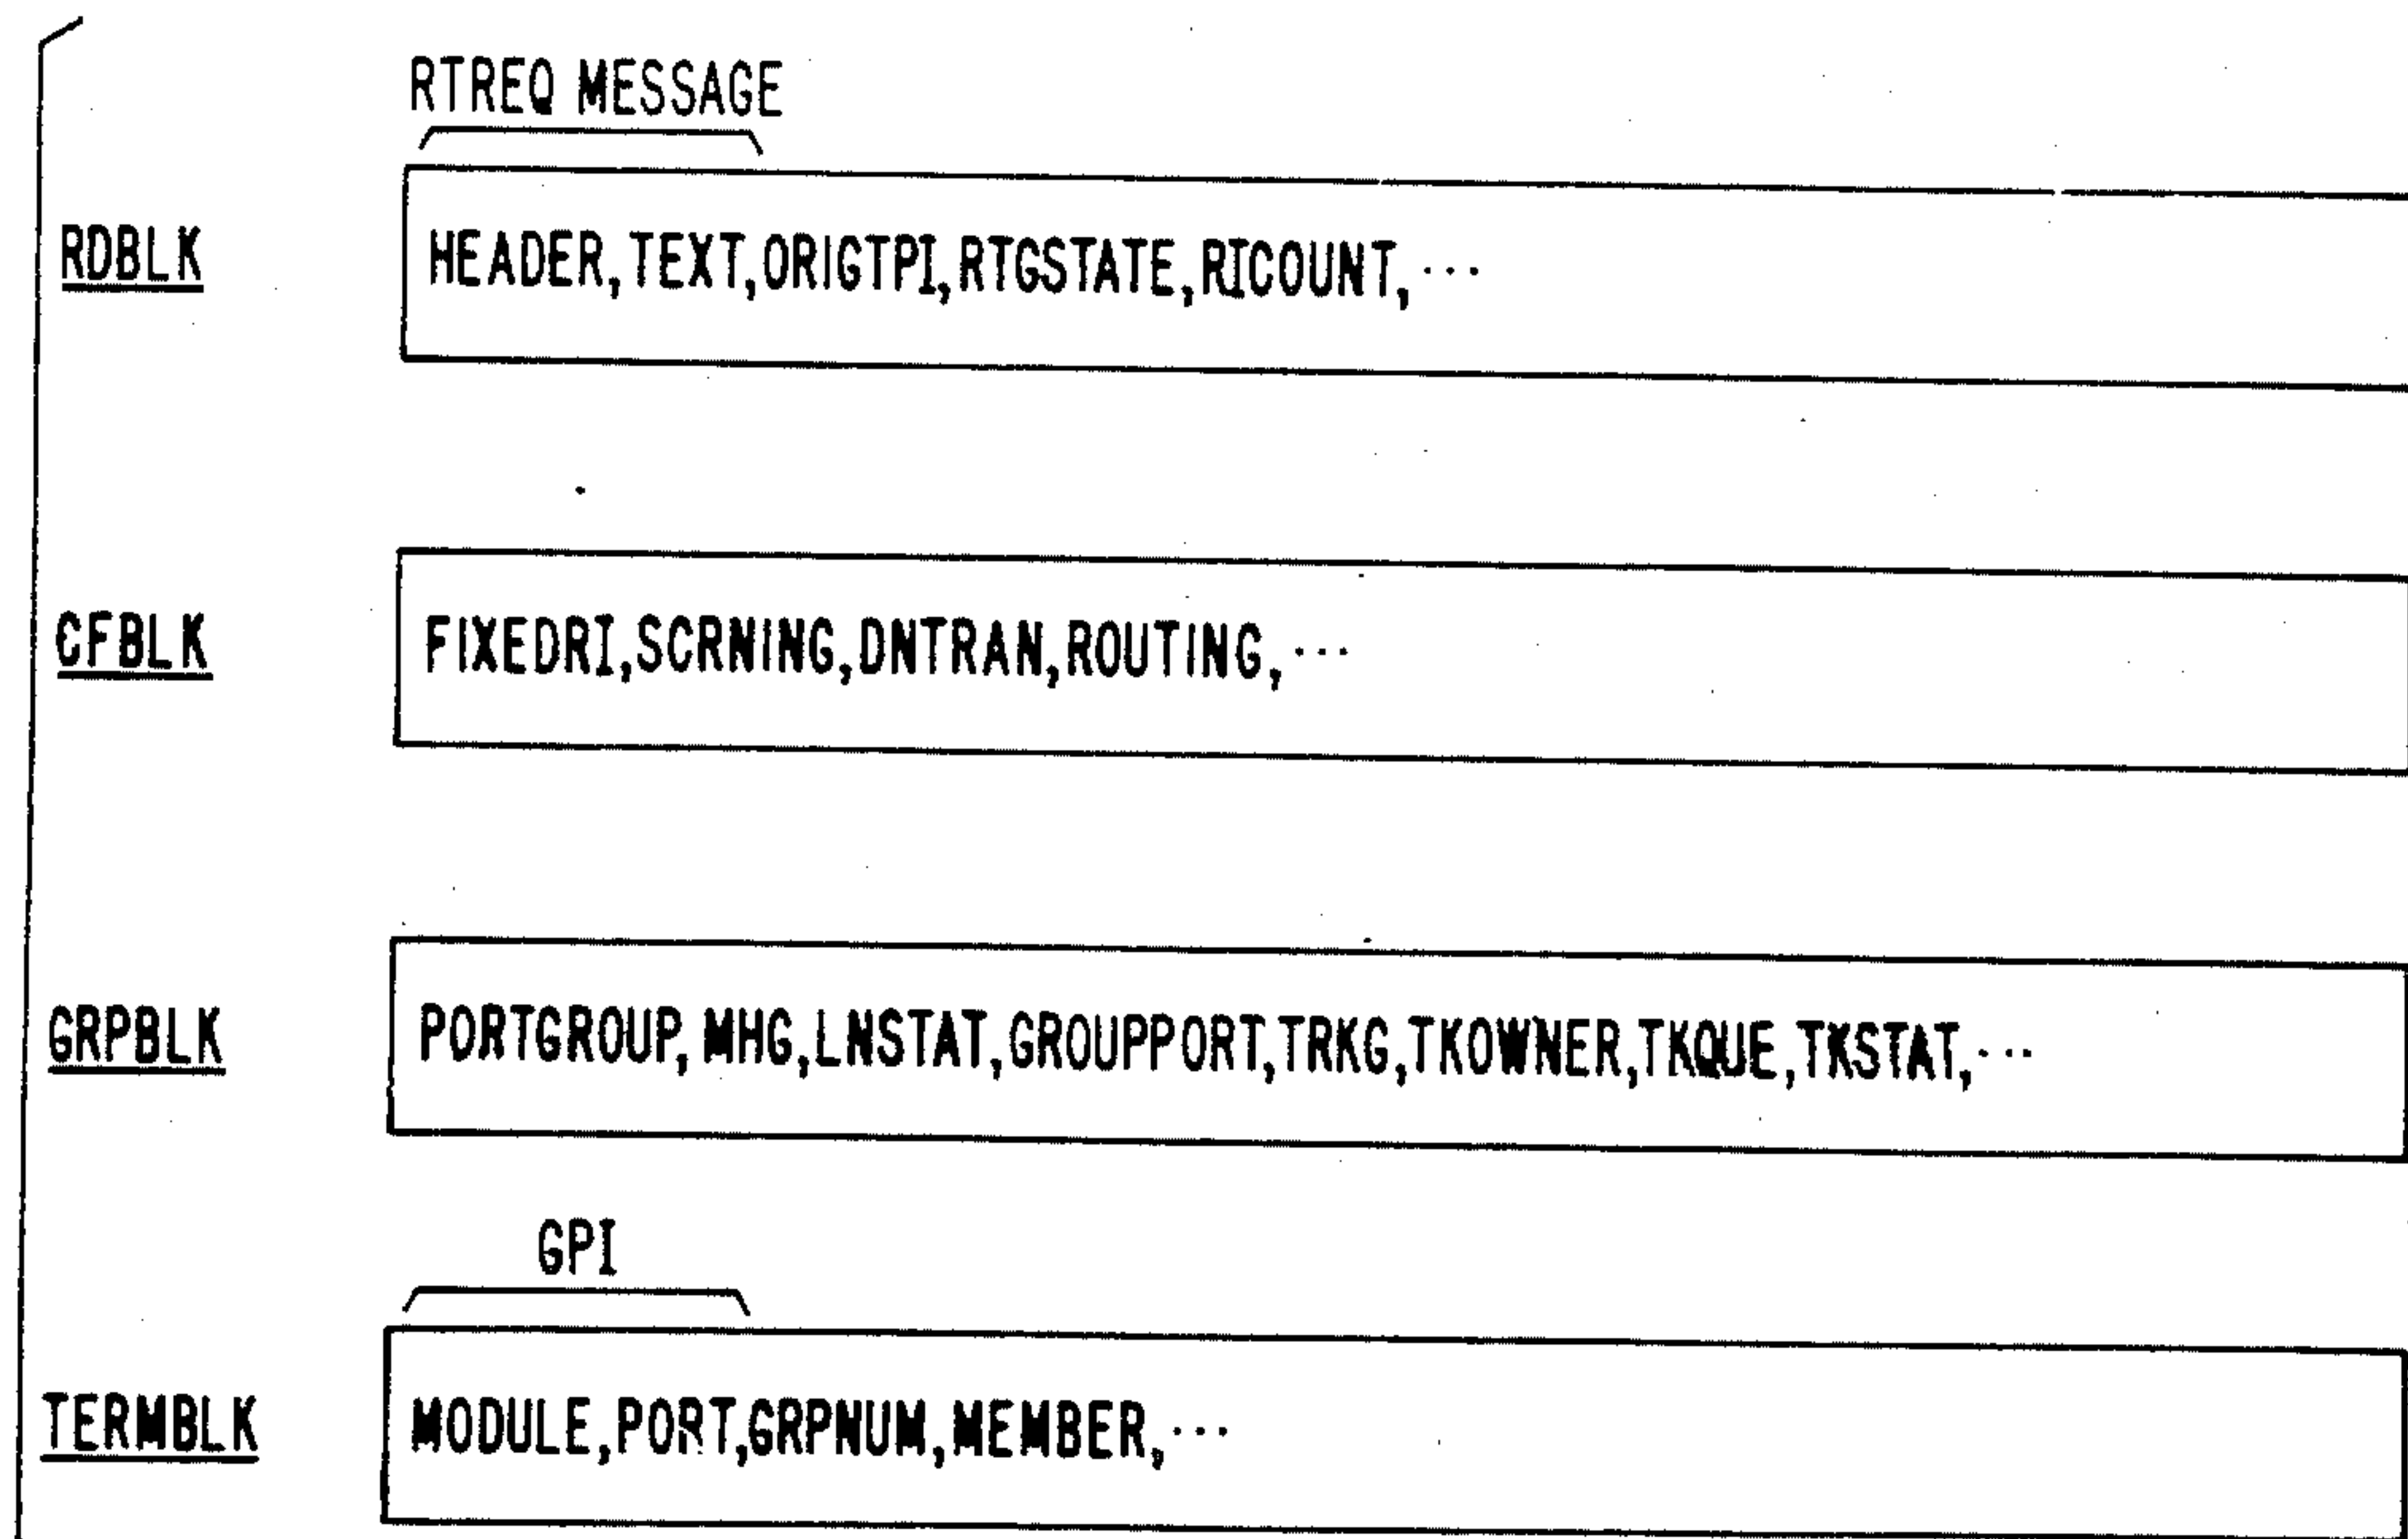 RTREQ MESSAGE
RDBLK
HEADER,TEXT,ORIGTPI,RTGSTATE,RICOUNT,...
CFBLK
FIXEDRI,SCRNING,DNTRAN,ROUTING,...
GRPBLK
PORTGROUP,MHG,LNSTAT,GROUPPORT,TRKG,TKOWNER,TKQUE,TKSTAT,...
GPI
TERMBLK
MODULE,PORT,GRPNUM,MEMBER,...